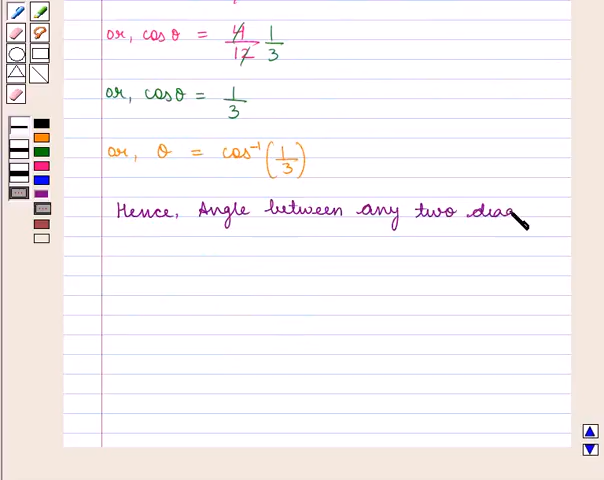 or, cosθ = 4/12 1/3
or, cosθ = 1/3
or, θ = cos⁻¹(1/3)
Hence, Angle between any two diag